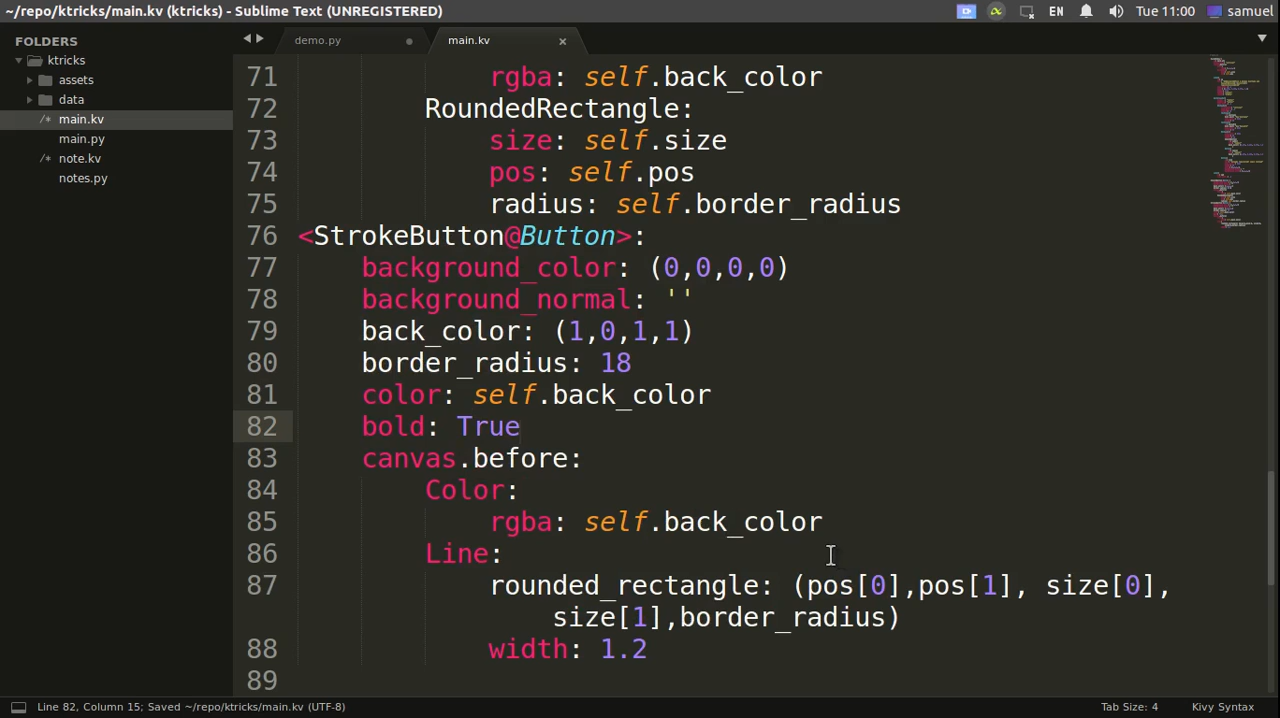 ~/repo/ktricks/main.kv (ktricks) - Sublime Text (UNREGISTERED)
EN
Tue 11:00
samuel
FOLDERS
ktricks
assets
data
/* main.kv
main.py
/* note.kv
notes.py
demo.py
main.kv
71 rgba: self.back_color
72 RoundedRectangle:
73 size: self.size
74 pos: self.pos
75 radius: self.border_radius
76 <StrokeButton@Button>:
77 background_color: (0,0,0,0)
78 background_normal: ''
79 back_color: (1,0,1,1)
80 border_radius: 18
81 color: self.back_color
82 bold: True
83 canvas.before:
84 Color:
85 rgba: self.back_color
86 Line:
87 rounded_rectangle: (pos[0],pos[1], size[0],
size[1],border_radius)
88 width: 1.2
89
Line 82, Column 15; Saved ~/repo/ktricks/main.kv (UTF-8)
Tab Size: 4
Kivy Syntax